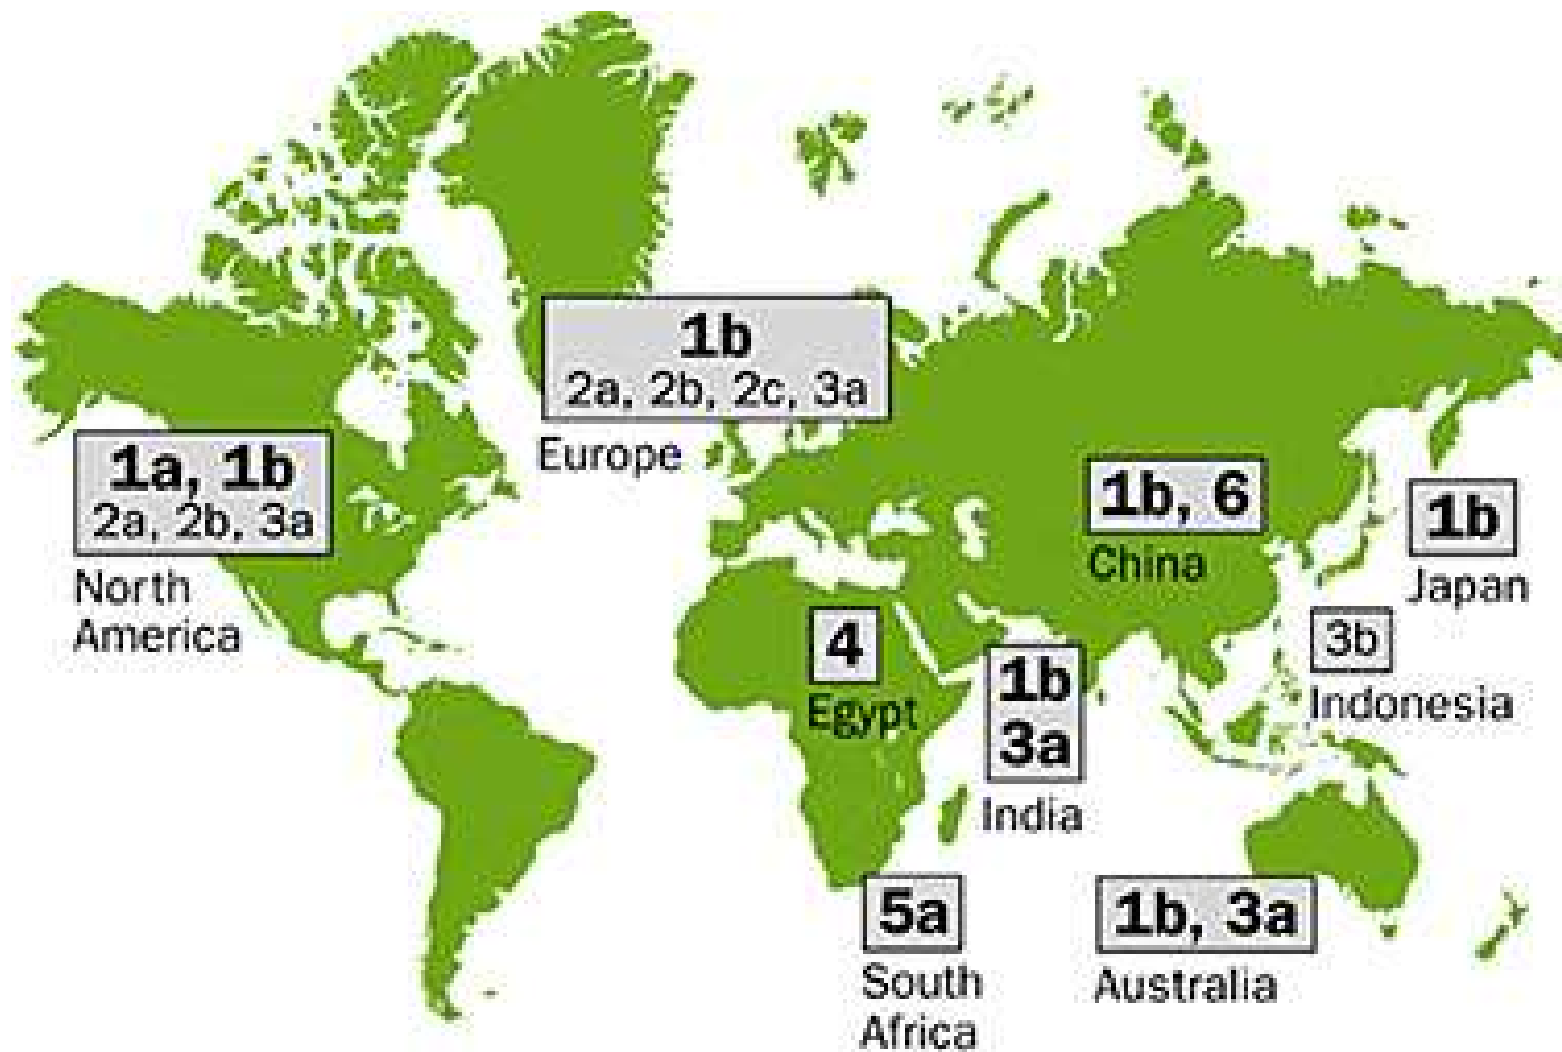 1b
2a, 2b, 2c, 3a
Europe
1a, 1b
2a, 2b, 3a
North
America
1b, 6
China
1b
Japan
4
Egypt
1b
3a
India
3b
Indonesia
5a
South
Africa
1b, 3a
Australia